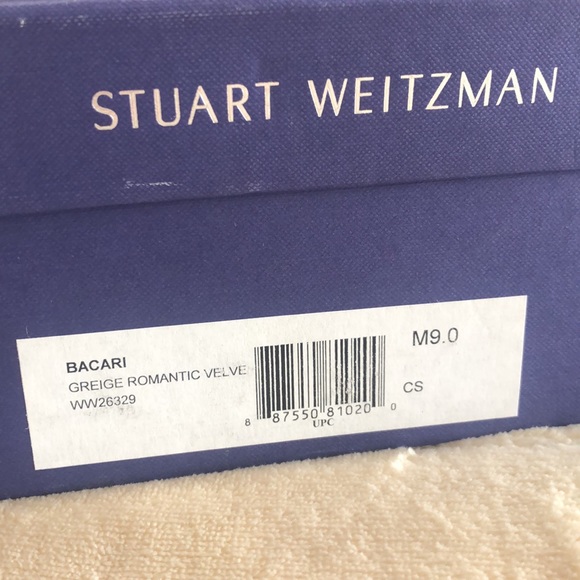 STUART WEITZMAN
BACARI
GREIGE ROMANTIC VELVE
WW26329
8 87550 81020 0
UPC
M9.0
CS